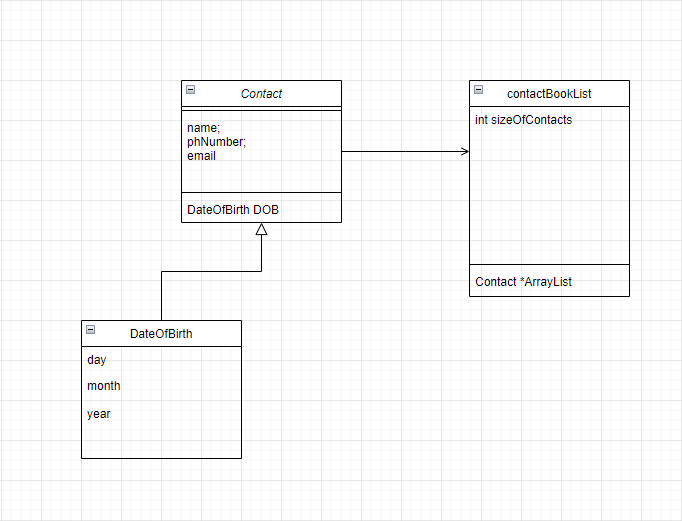 Contact
name;
phNumber;
email
DateOfBirth DOB
contactBookList
int sizeOfContacts
Contact *ArrayList
DateOfBirth
day
month
year